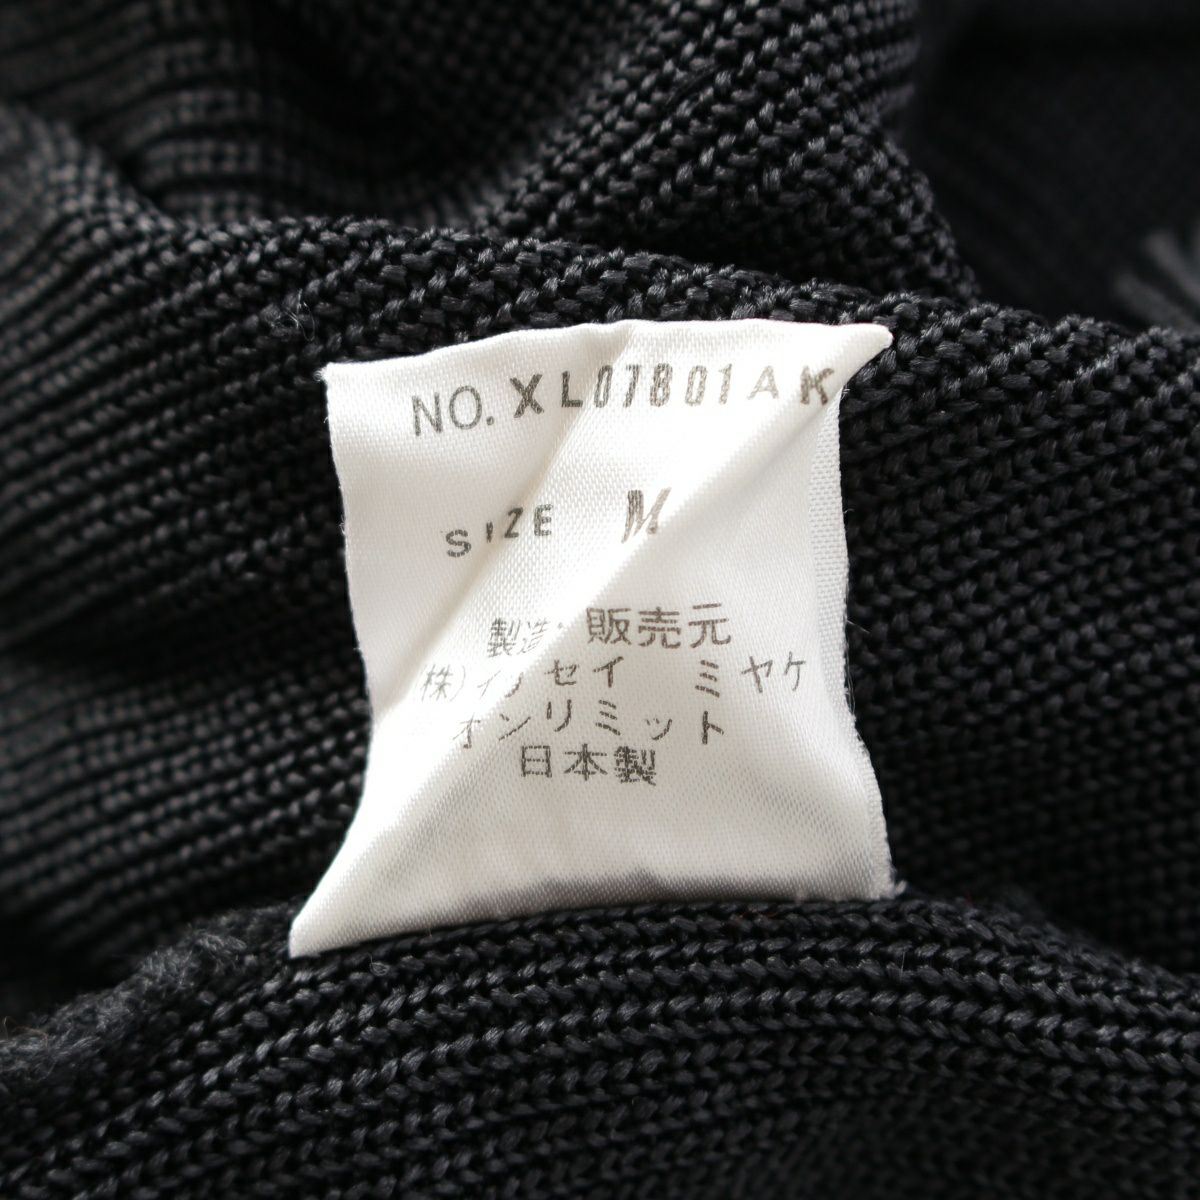 NO. XL07801AK
SIZE M
製造・販売元
(株)イッセイ ミヤケ
オンリミット
日本製